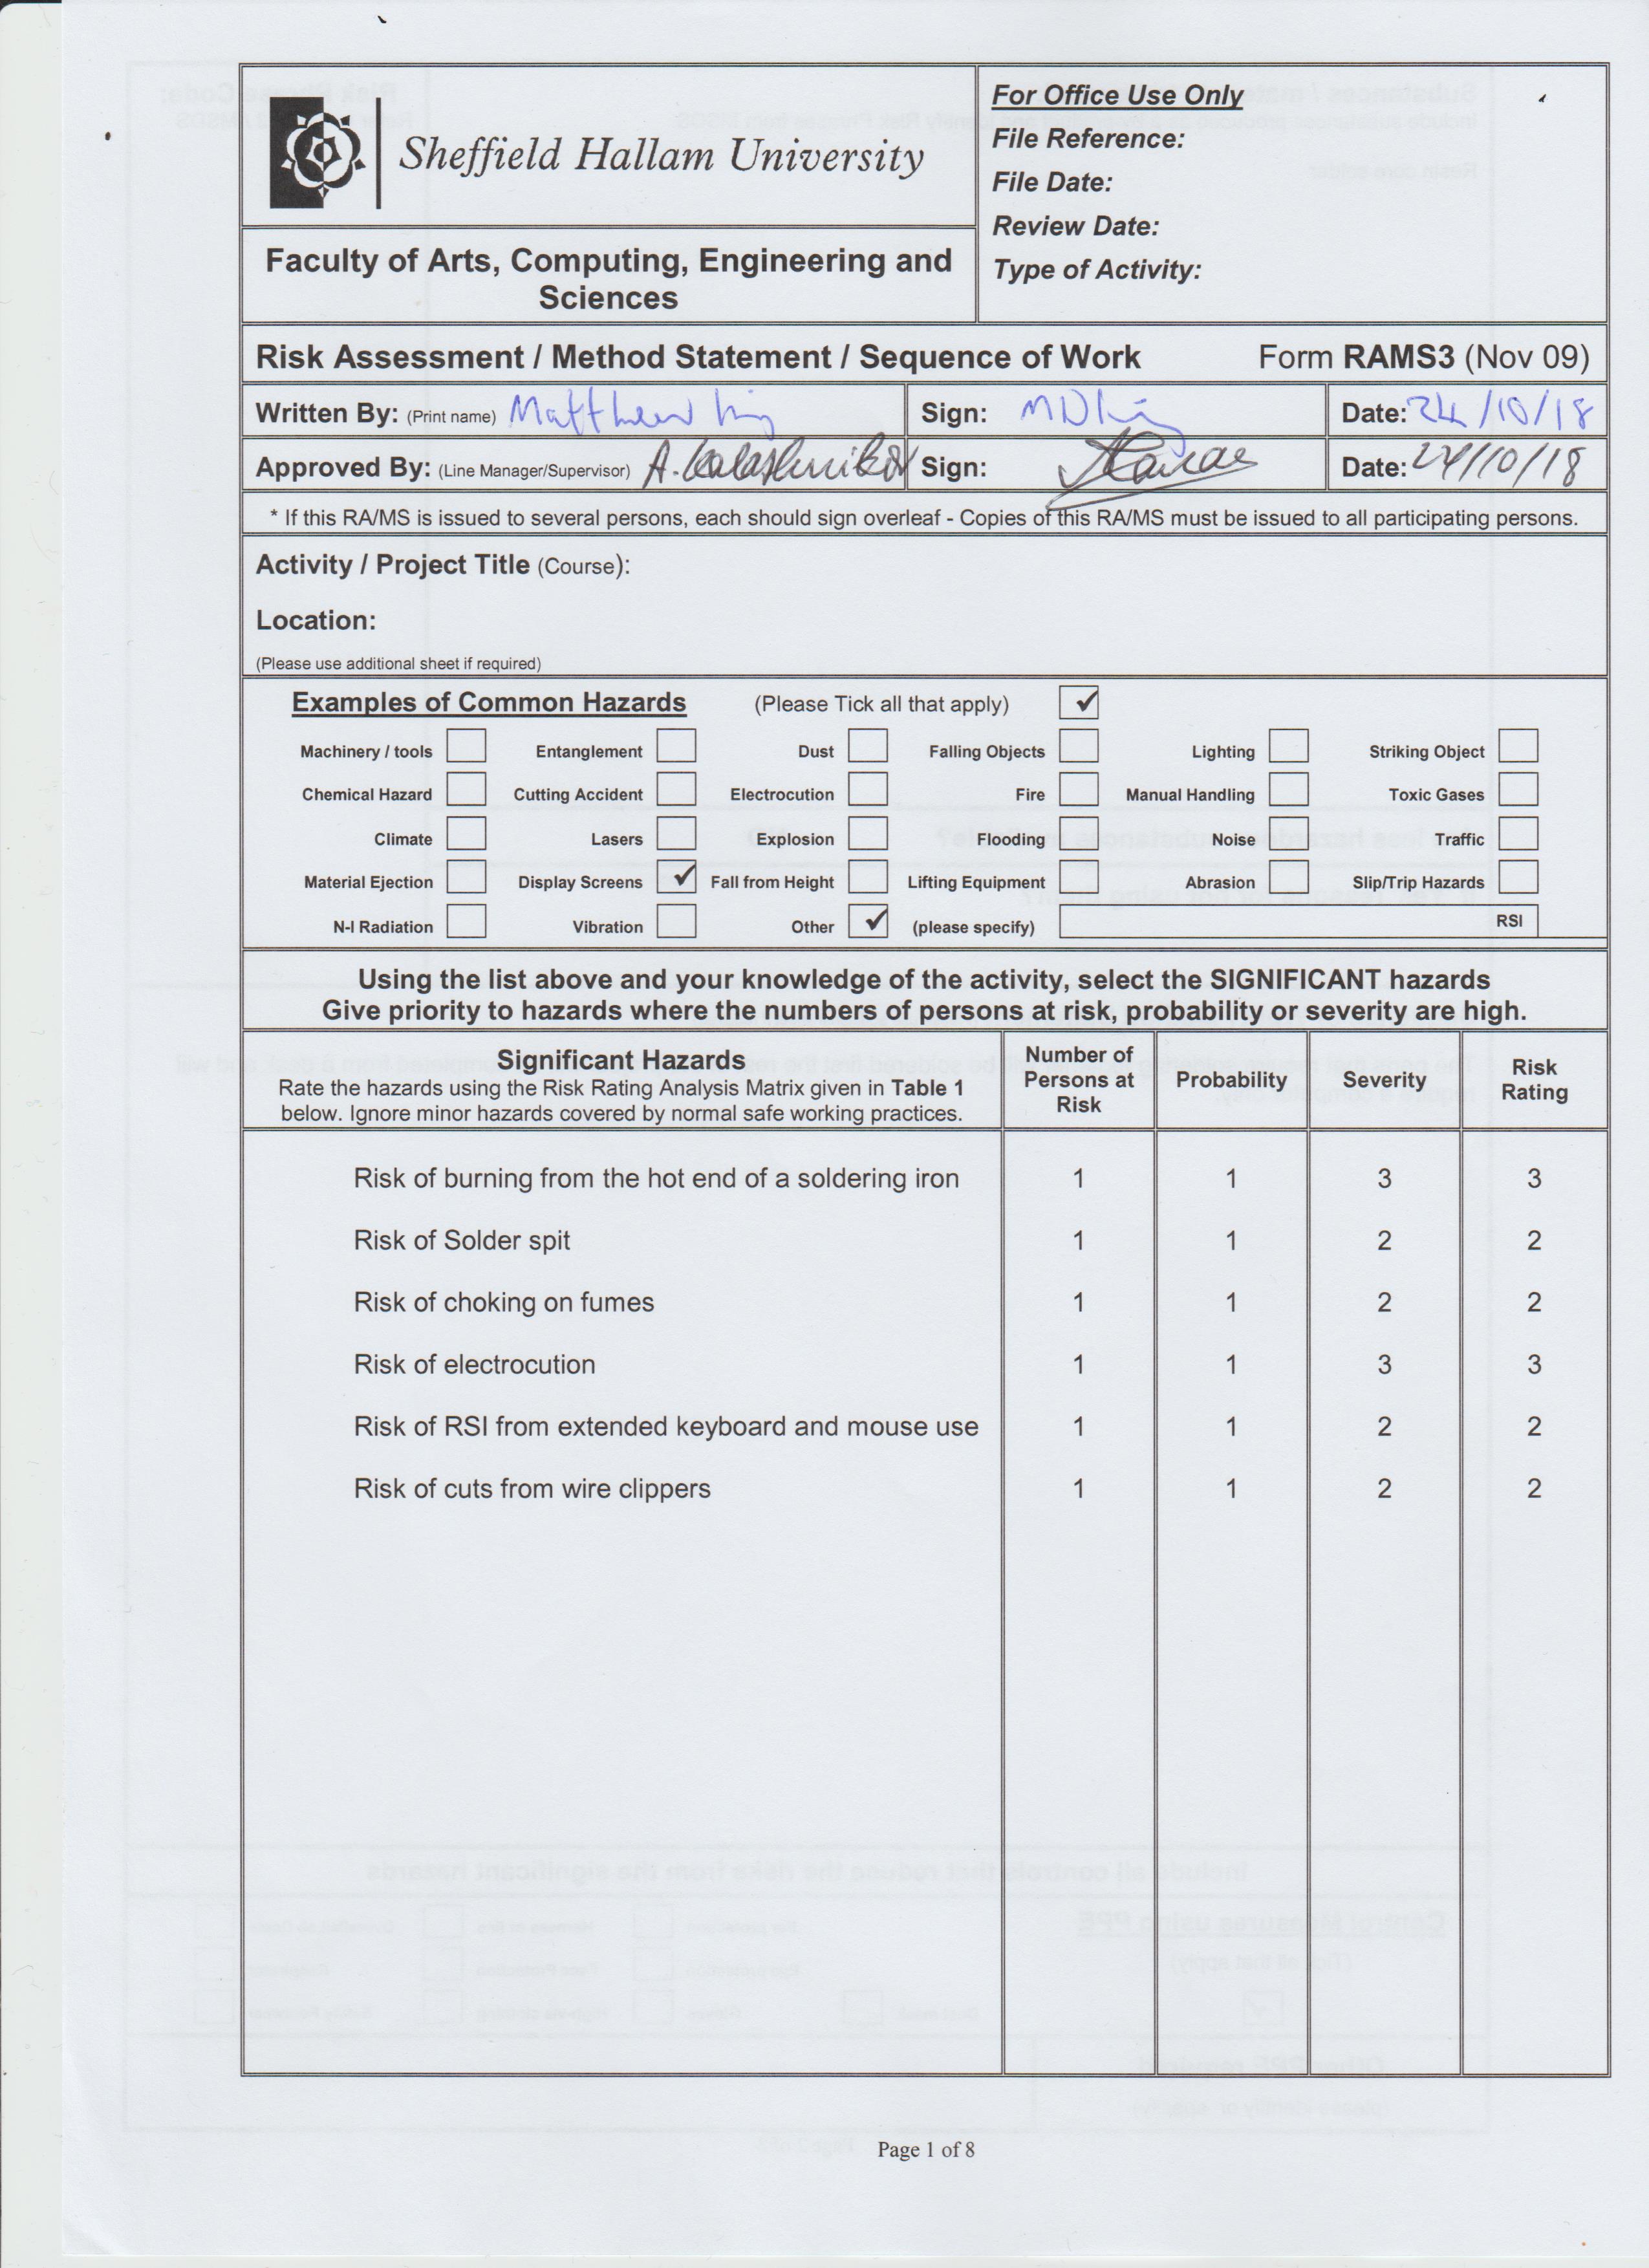 Sheffield Hallam University
For Office Use Only
File Reference:
File Date:
Review Date:
Type of Activity:
Faculty of Arts, Computing, Engineering and
Sciences
Risk Assessment / Method Statement / Sequence of Work Form RAMS3 (Nov 09)
Written By: (Print name) Matthew Sign: Date: 24/10/18
Approved By: (Line Manager/Supervisor) A. Kalashnikov Sign: Date: 24/10/18
* If this RA/MS is issued to several persons, each should sign overleaf - Copies of this RA/MS must be issued to all participating persons.
Activity / Project Title (Course):
Location:
(Please use additional sheet if required)
Examples of Common Hazards (Please Tick all that apply) ✓
Machinery / tools Entanglement Dust Falling Objects Lighting Striking Object
Chemical Hazard Cutting Accident Electrocution Fire Manual Handling Toxic Gases
Climate Lasers Explosion Flooding Noise Traffic
Material Ejection Display Screens ✓ Fall from Height Lifting Equipment Abrasion Slip/Trip Hazards
N-I Radiation Vibration Other ✓ (please specify) RSI
Using the list above and your knowledge of the activity, select the SIGNIFICANT hazards
Give priority to hazards where the numbers of persons at risk, probability or severity are high.
Significant Hazards
Rate the hazards using the Risk Rating Analysis Matrix given in Table 1
below. Ignore minor hazards covered by normal safe working practices.
Number of
Persons at
Risk
Probability
Severity
Risk
Rating
Risk of burning from the hot end of a soldering iron 1 1 3 3
Risk of Solder spit 1 1 2 2
Risk of choking on fumes 1 1 2 2
Risk of electrocution 1 1 3 3
Risk of RSI from extended keyboard and mouse use 1 1 2 2
Risk of cuts from wire clippers 1 1 2 2
Page 1 of 8